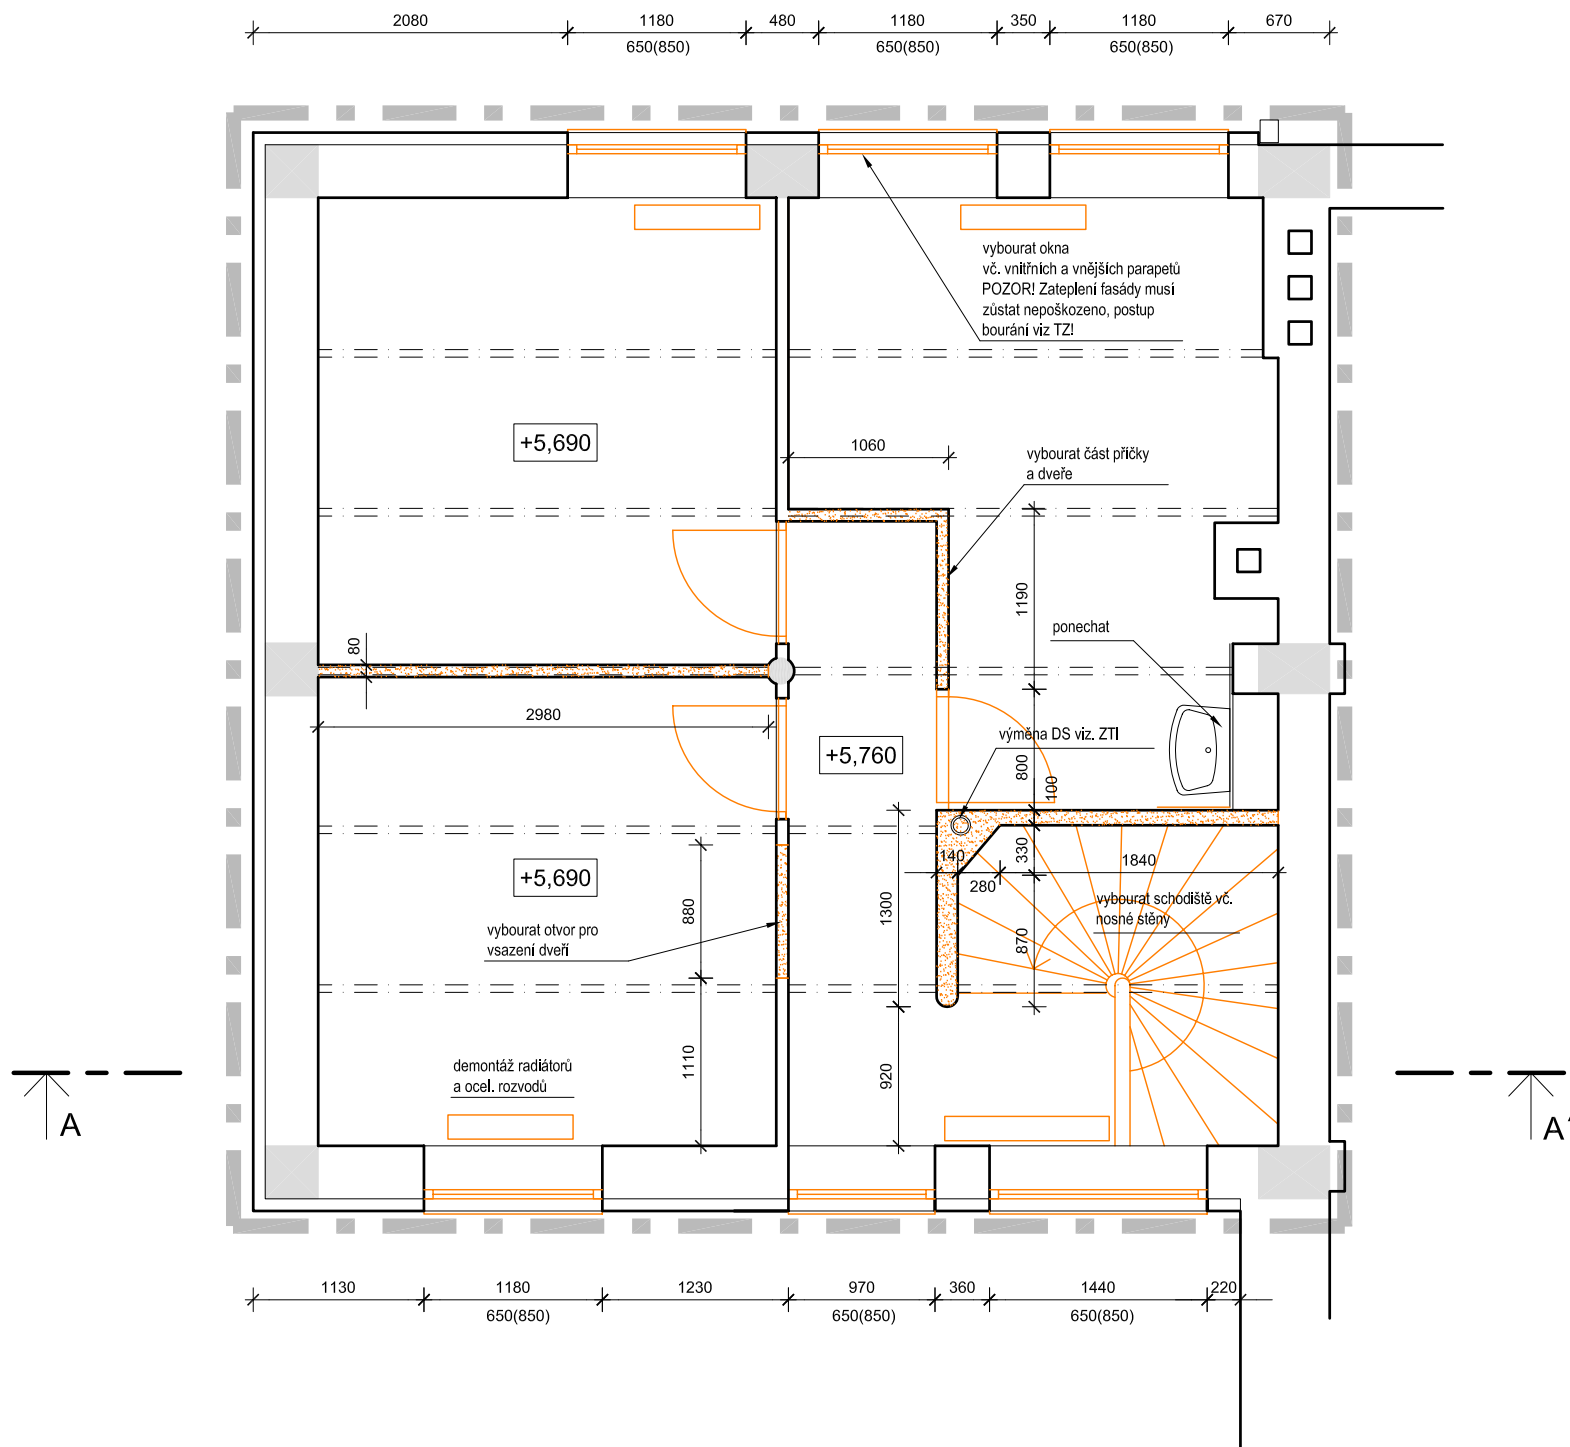 2080
1180
480
1180
350
1180
670
650(850)
650(850)
650(850)
vybourat okna
vč. vnitřních a vnějších parapetů
POZOR! Zateplení fasády musí
zůstat nepoškozeno, postup
bourání viz TZ!
+5,690
1060
vybourat část příčky
a dveře
1190
80
ponechat
2980
+5,760
výměna DS viz. ZTI
800
100
140
330
1840
280
+5,690
880
1300
vybourat schodiště vč.
nosné stěny
vybourat otvor pro
vsazení dveří
870
1110
920
demontáž radiátorů
a ocel. rozvodů
A
A'
1130
1180
1230
970
360
1440
220
650(850)
650(850)
650(850)